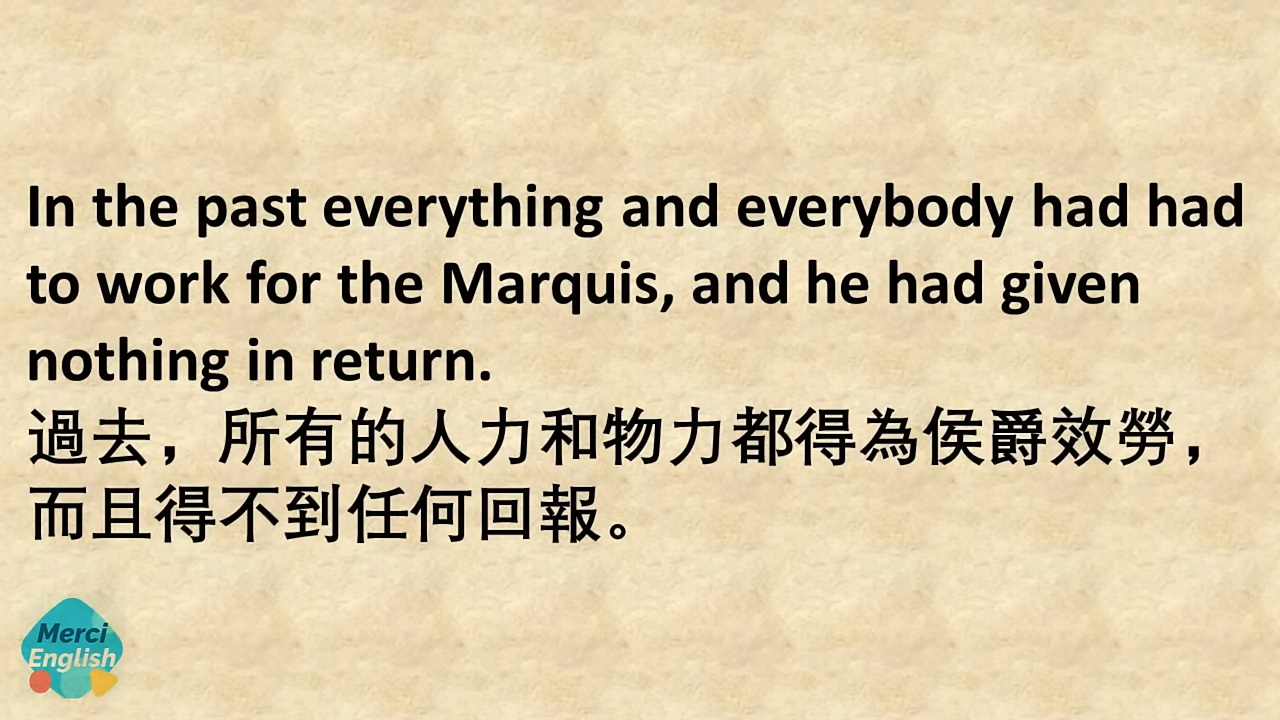 In the past everything and everybody had had
to work for the Marquis, and he had given
nothing in return.
過去，所有的人力和物力都得為侯爵效勞，
而且得不到任何回報。
Merci
English